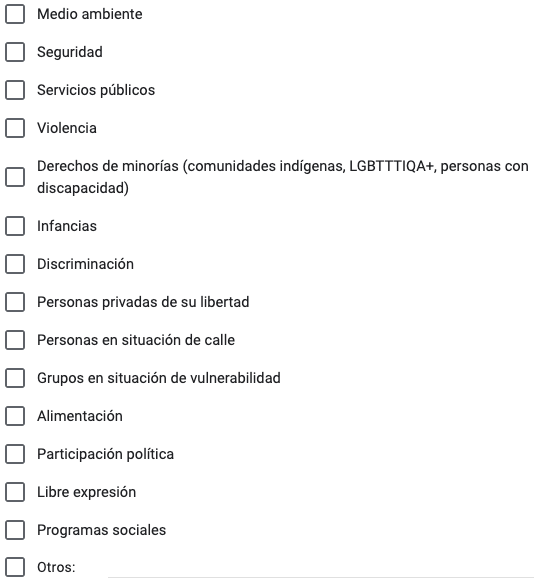 Medio ambiente
Seguridad
Servicios públicos
Violencia
Derechos de minorías (comunidades indígenas, LGBTTTIQA+, personas con
discapacidad)
Infancias
Discriminación
Personas privadas de su libertad
Personas en situación de calle
Grupos en situación de vulnerabilidad
Alimentación
Participación política
Libre expresión
Programas sociales
Otros: